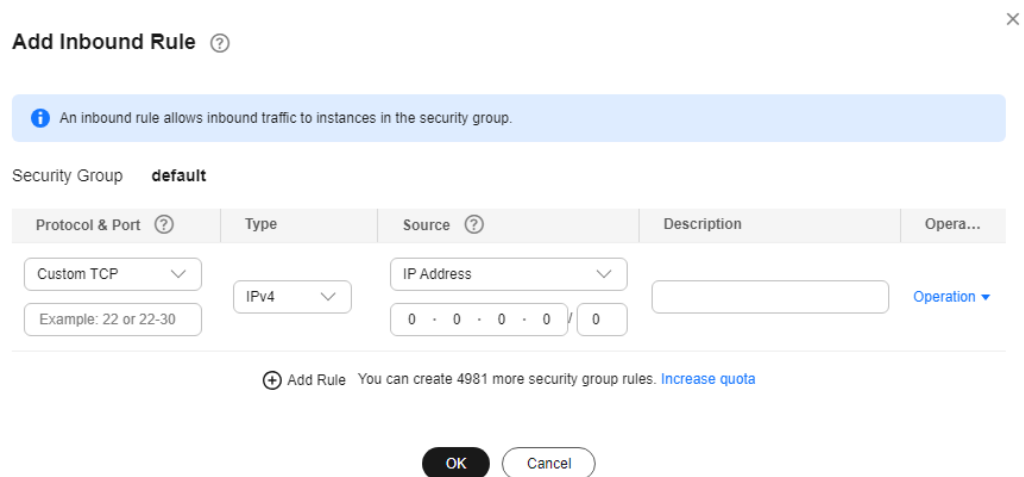 Add Inbound Rule ?
An inbound rule allows inbound traffic to instances in the security group.
Security Group default
Protocol & Port ? Type Source ? Description Opera...
Custom TCP IPv4 IP Address Operation
Example: 22 or 22-30 0 . 0 . 0 . 0 / 0
Add Rule You can create 4981 more security group rules. Increase quota
OK Cancel